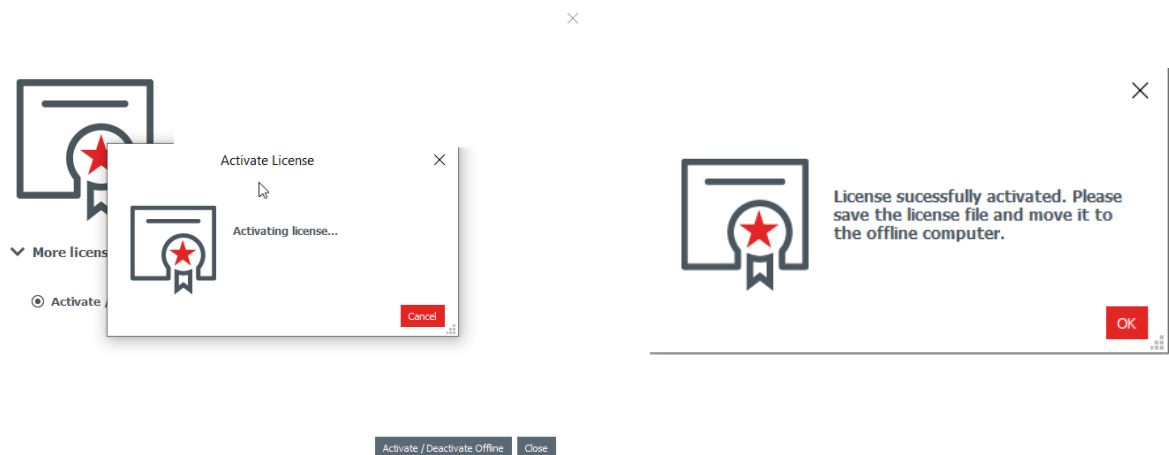 Activate License
Activating license...
More licens
Activate /
Cancel
Activate / Deactivate Offline
Close
License sucessfully activated. Please
save the license file and move it to
the offline computer.
OK